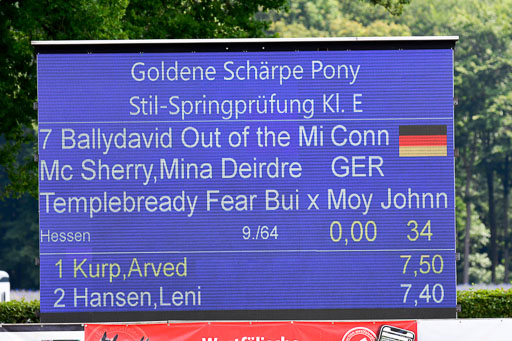 Goldene Schärpe Pony
Stil-Springprüfung Kl. E
7 Ballydavid Out of the Mi Conn
Mc Sherry,Mina Deirdre GER
Templebready Fear Bui x Moy Johnn
Hessen 9./64 0,00 34
1 Kurp,Arved 7,50
2 Hansen,Leni 7,40
Westfälische